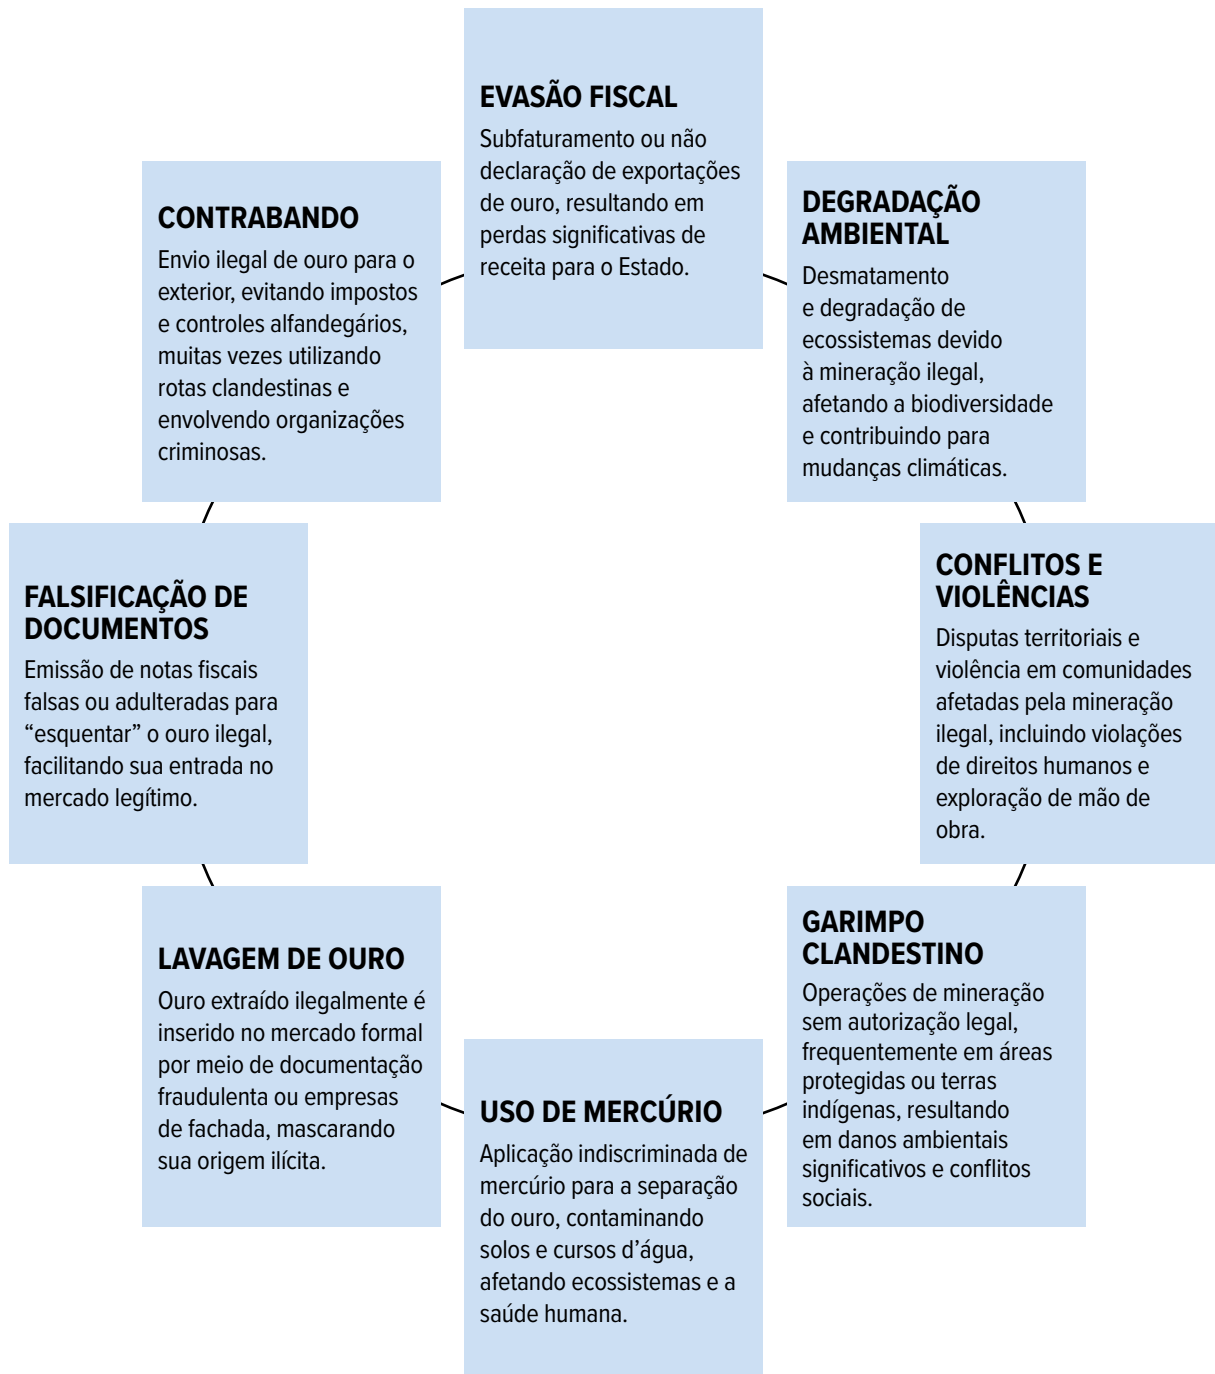 EVASÃO FISCAL
Subfaturamento ou não
declaração de exportações
de ouro, resultando em
perdas significativas de
receita para o Estado.
DEGRADAÇÃO
AMBIENTAL
Desmatamento
e degradação de
ecossistemas devido
à mineração ilegal,
afetando a biodiversidade
e contribuindo para
mudanças climáticas.
CONFLITOS E
VIOLÊNCIAS
Disputas territoriais e
violência em comunidades
afetadas pela mineração
ilegal, incluindo violações
de direitos humanos e
exploração de mão de
obra.
GARIMPO
CLANDESTINO
Operações de mineração
sem autorização legal,
frequentemente em áreas
protegidas ou terras
indígenas, resultando
em danos ambientais
significativos e conflitos
sociais.
USO DE MERCÚRIO
Aplicação indiscriminada de
mercúrio para a separação
do ouro, contaminando
solos e cursos d’água,
afetando ecossistemas e a
saúde humana.
LAVAGEM DE OURO
Ouro extraído ilegalmente é
inserido no mercado formal
por meio de documentação
fraudulenta ou empresas
de fachada, mascarando
sua origem ilícita.
FALSIFICAÇÃO DE
DOCUMENTOS
Emissão de notas fiscais
falsas ou adulteradas para
“esquentar” o ouro ilegal,
facilitando sua entrada no
mercado legítimo.
CONTRABANDO
Envio ilegal de ouro para o
exterior, evitando impostos
e controles alfandegários,
muitas vezes utilizando
rotas clandestinas e
envolvendo organizações
criminosas.